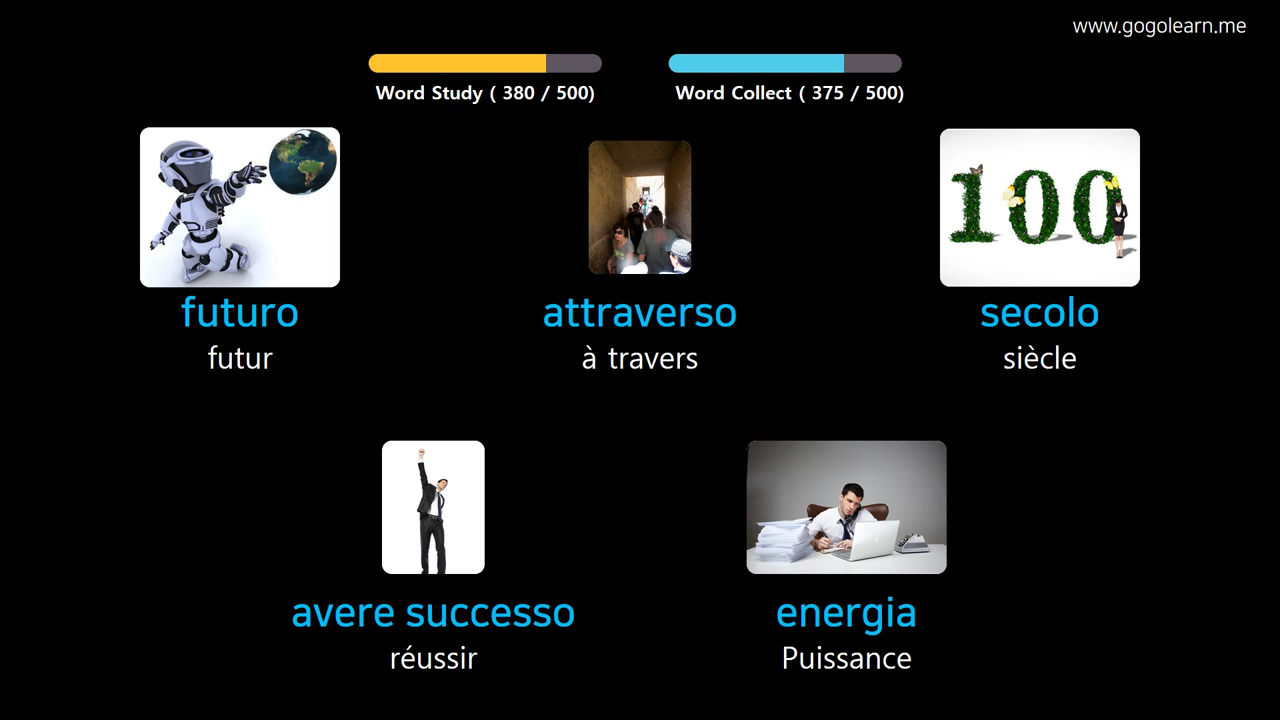 www.gogolearn.me
Word Study ( 380 / 500)
Word Collect ( 375 / 500)
futuro
futur
attraverso
à travers
secolo
siècle
avere successo
réussir
energia
Puissance